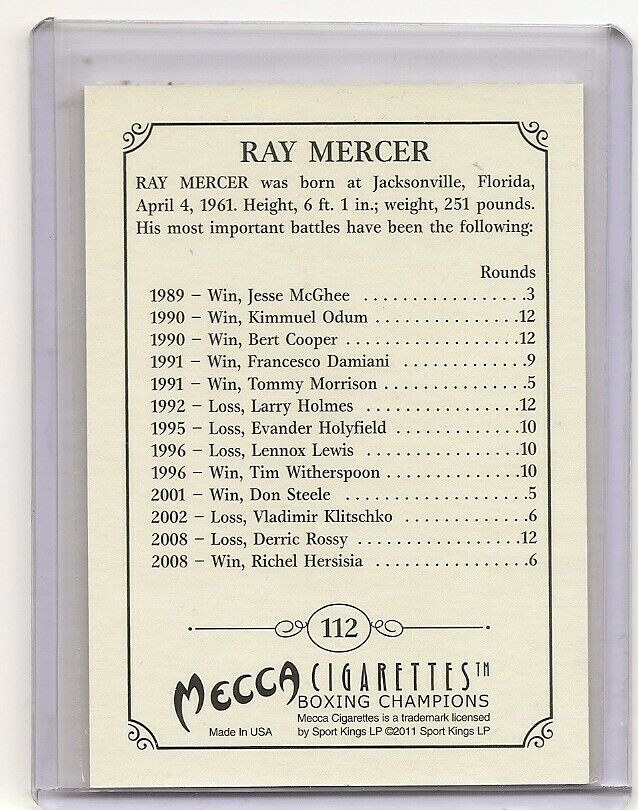 RAY MERCER
RAY MERCER was born at Jacksonville, Florida,
April 4, 1961. Height, 6 ft. 1 in.; weight, 251 pounds.
His most important battles have been the following:
Rounds
1989 – Win, Jesse McGhee ..................3
1990 – Win, Kimmuel Odum ................12
1990 – Win, Bert Cooper ....................12
1991 – Win, Francesco Damiani ..............9
1991 – Win, Tommy Morrison ................5
1992 – Loss, Larry Holmes ..................12
1995 – Loss, Evander Holyfield ..............10
1996 – Loss, Lennox Lewis ..................10
1996 – Win, Tim Witherspoon ...............10
2001 – Win, Don Steele .....................5
2002 – Loss, Vladimir Klitschko .............6
2008 – Loss, Derric Rossy ...................12
2008 – Win, Richel Hersisia .................6
112
MECCA CIGARETTES™
BOXING CHAMPIONS
Mecca Cigarettes is a trademark licensed
Made In USA by Sport Kings LP ©2011 Sport Kings LP